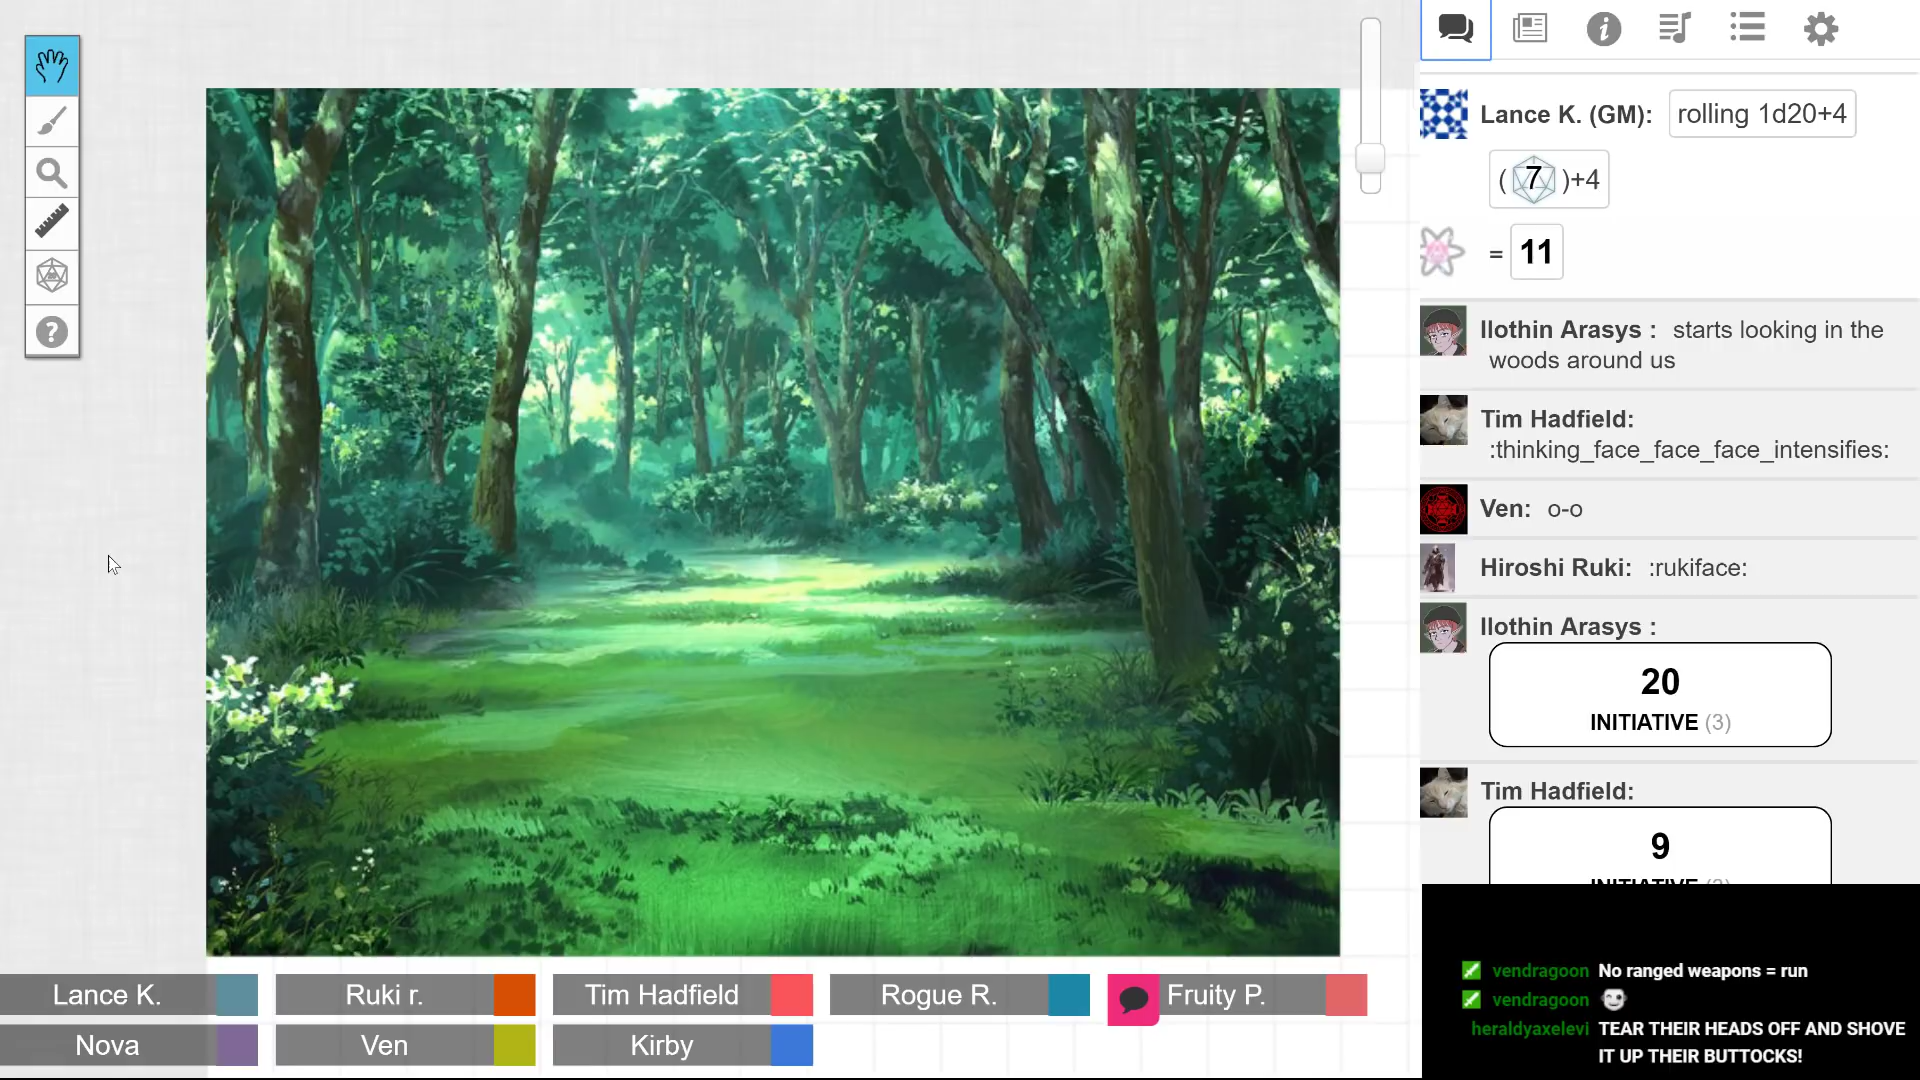 Lance K. (GM): rolling 1d20+4
(7)+4
= 11
Ilothin Arasys : starts looking in the
woods around us
Tim Hadfield:
:thinking_face_face_face_intensifies:
Ven: o-o
Hiroshi Ruki: :rukiface:
Ilothin Arasys :
20
INITIATIVE (3)
Tim Hadfield:
9
vendragoon No ranged weapons = run
vendragoon
heraldyaxelevi TEAR THEIR HEADS OFF AND SHOVE
IT UP THEIR BUTTOCKS!
Lance K.
Ruki r.
Tim Hadfield
Rogue R.
Fruity P.
Nova
Ven
Kirby